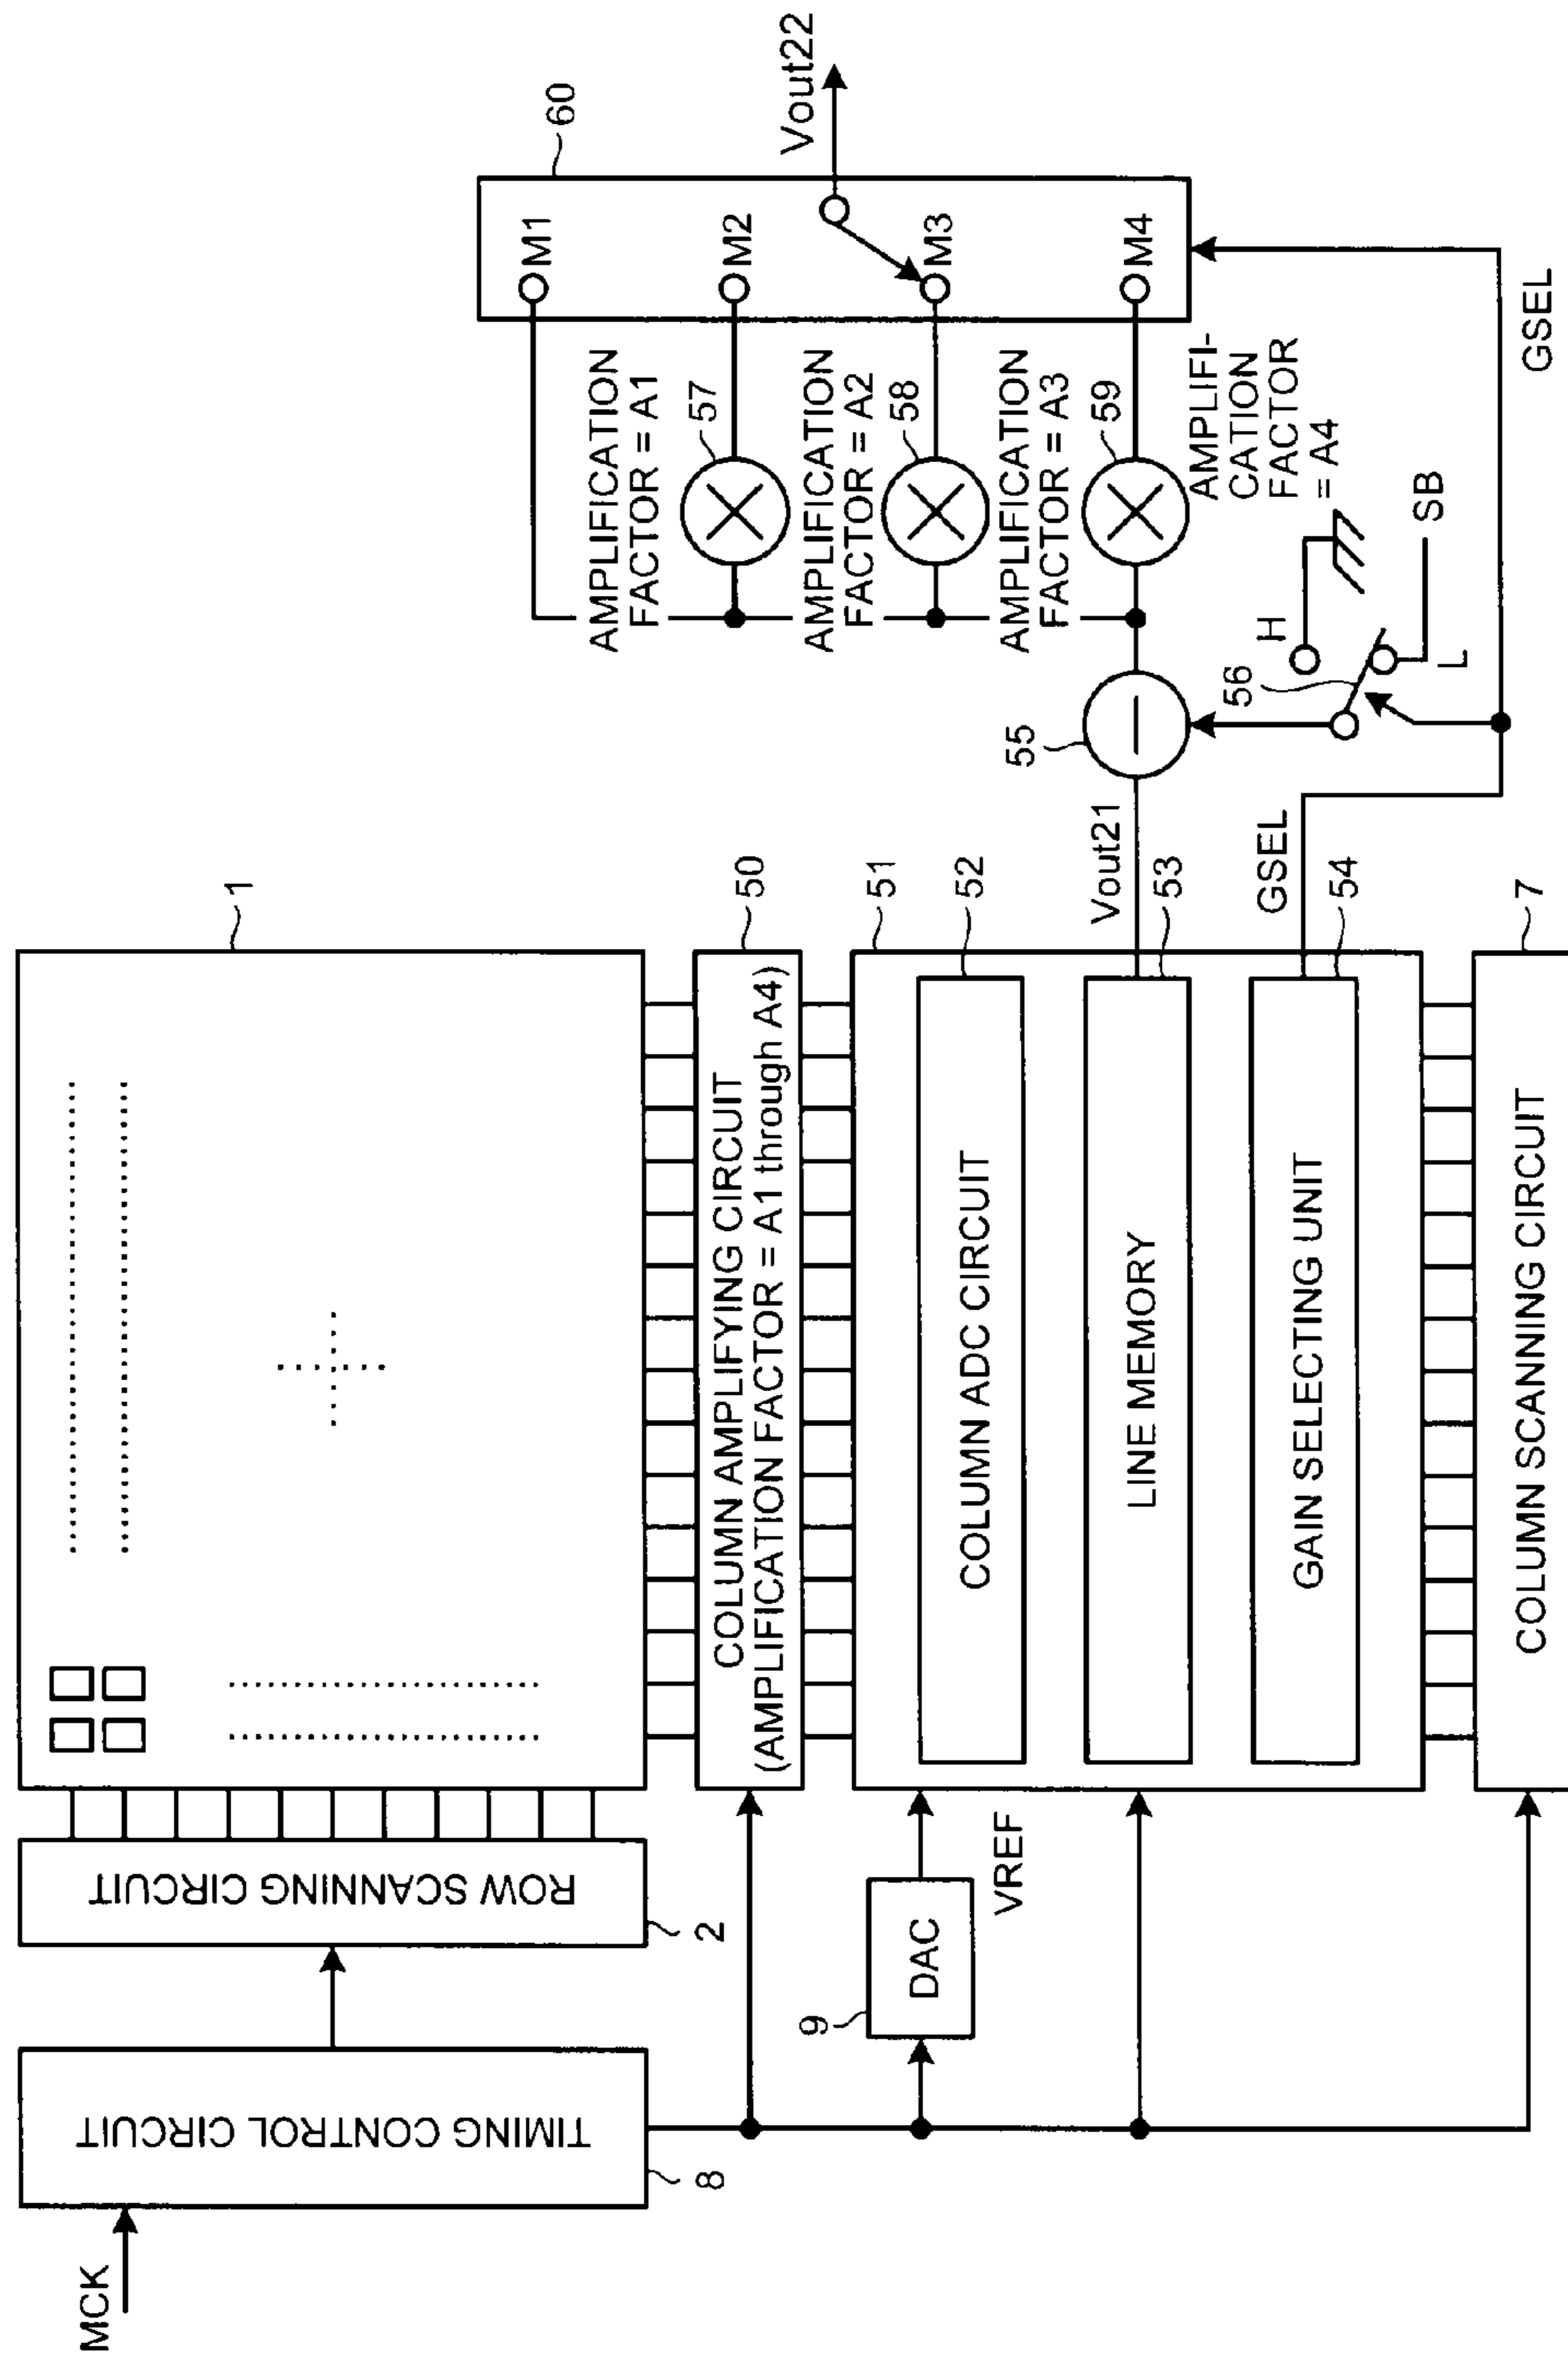 MCK
TIMING CONTROL CIRCUIT
8
ROW SCANNING CIRCUIT
2
1
COLUMN AMPLIFYING CIRCUIT
(AMPLIFICATION FACTOR = A1 through A4)
50
9
DAC
VREF
51
COLUMN ADC CIRCUIT
52
LINE MEMORY
53
GAIN SELECTING UNIT
54
COLUMN SCANNING CIRCUIT
7
Vout21
GSEL
55
56
H
L
SB
AMPLIFICATION
FACTOR = A1
57
AMPLIFICATION
FACTOR = A2
58
AMPLIFICATION
FACTOR = A3
59
AMPLIFI-
CATION
FACTOR
= A4
60
M1
M2
M3
M4
Vout22
GSEL